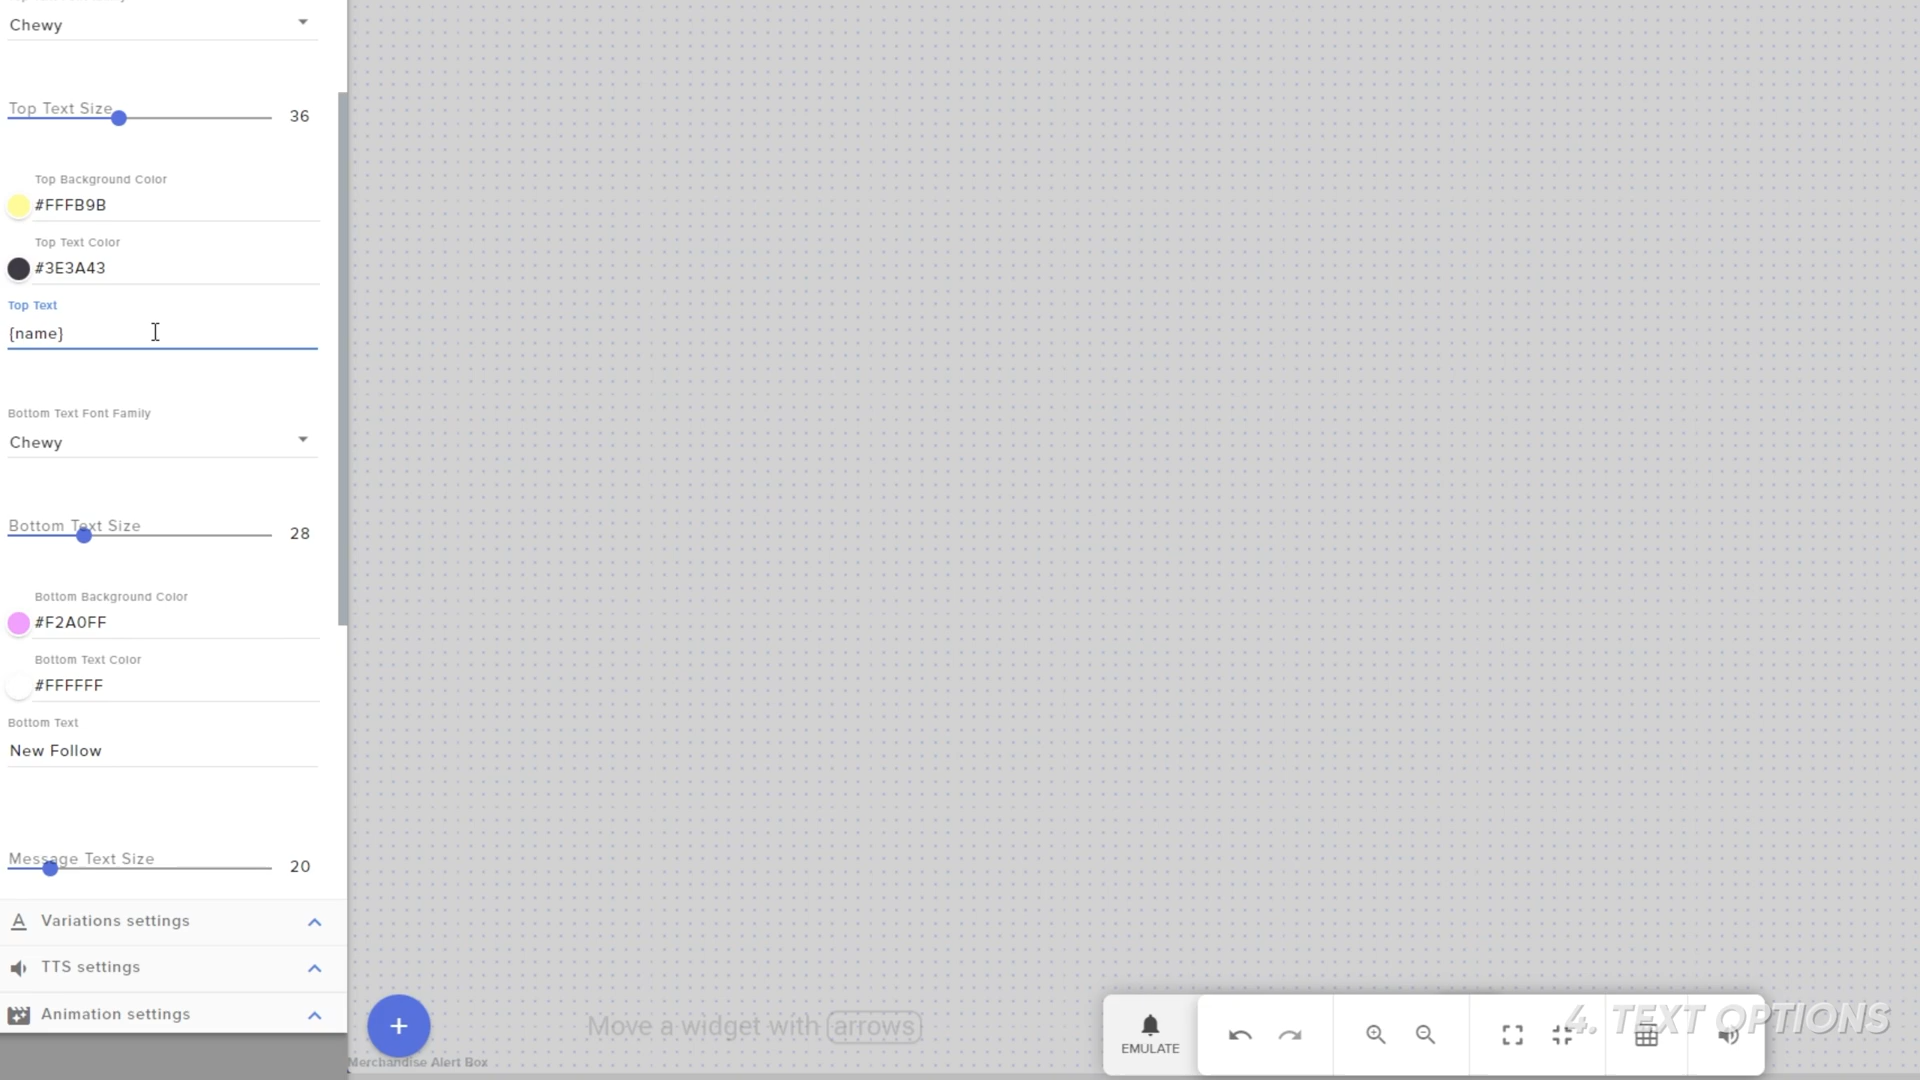 Chewy
Top Text Size
36
Top Background Color
#FFFB9B
Top Text Color
#3E3A43
Top Text
{name}
Bottom Text Font Family
Chewy
Bottom Text Size
28
Bottom Background Color
#F2A0FF
Bottom Text Color
#FFFFFF
Bottom Text
New Follow
Message Text Size
20
Variations settings
TTS settings
Animation settings
Move a widget with arrows
Merchandise Alert Box
EMULATE
4. TEXT OPTIONS